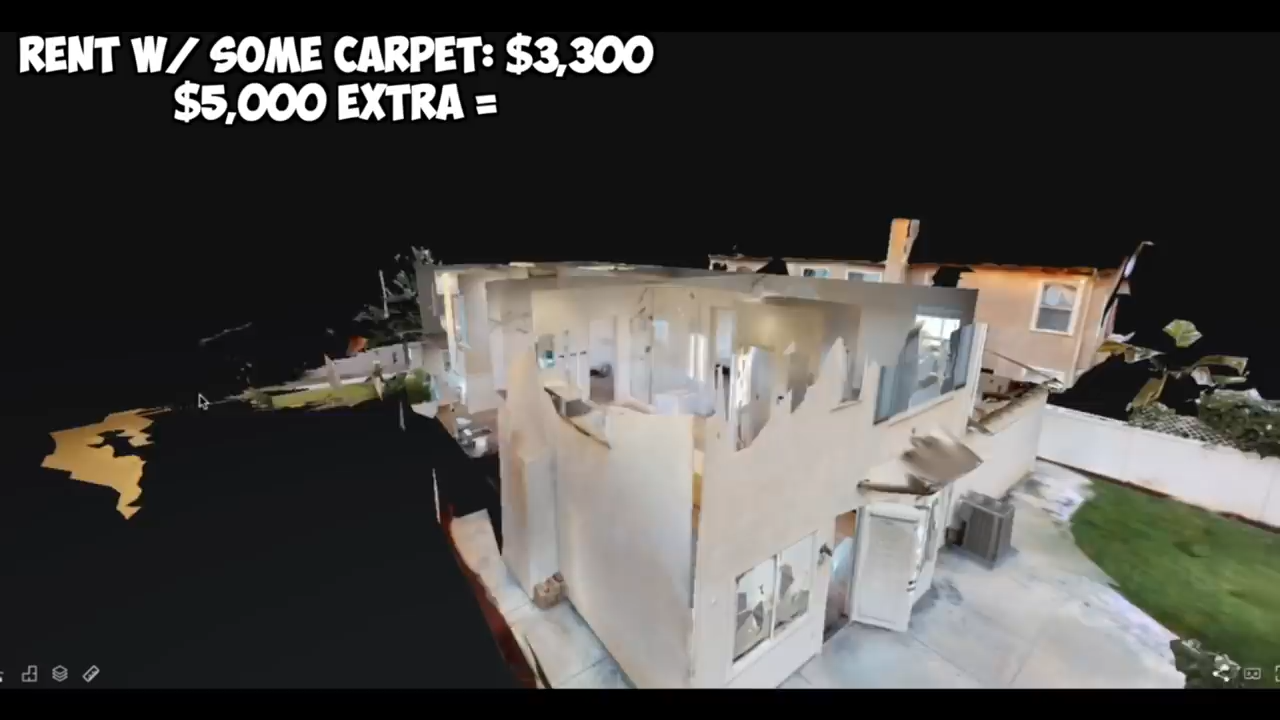 RENT W/ SOME CARPET: $3,300
$5,000 EXTRA =